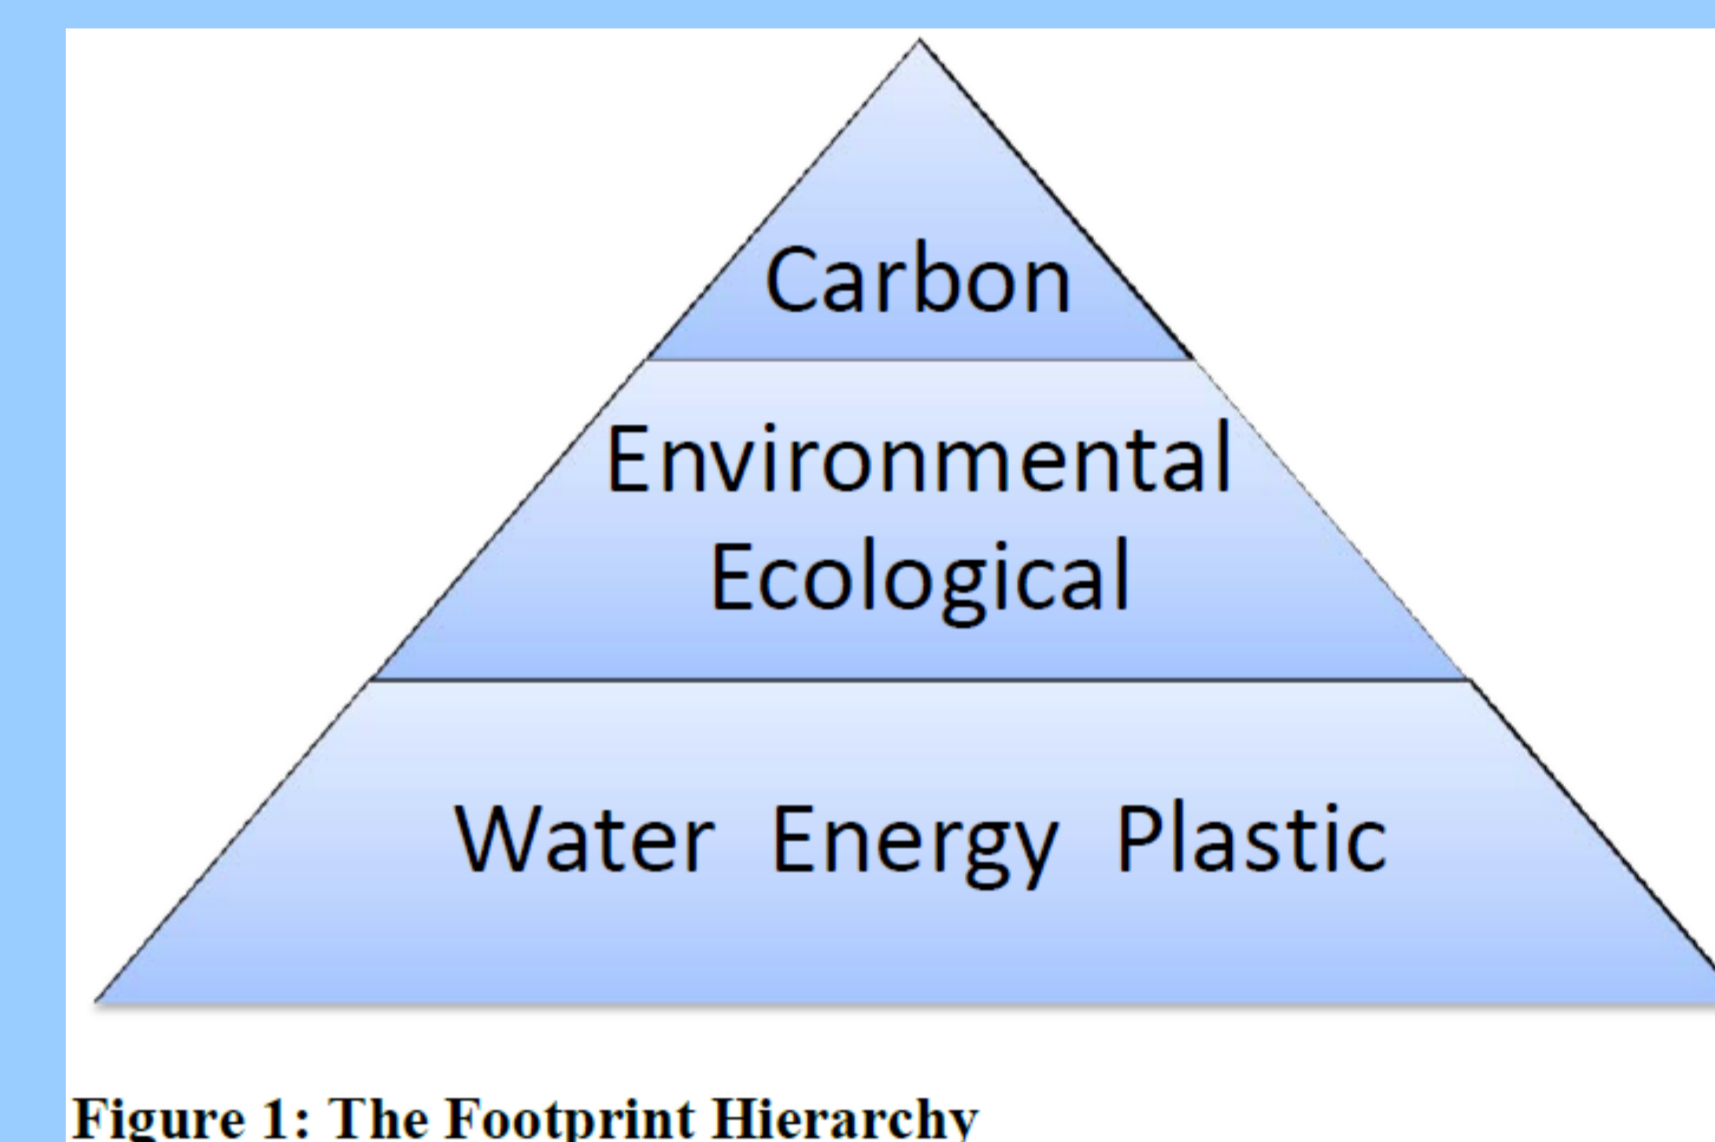 Carbon
Environmental
Ecological
Water Energy Plastic
Figure 1: The Footprint Hierarchy